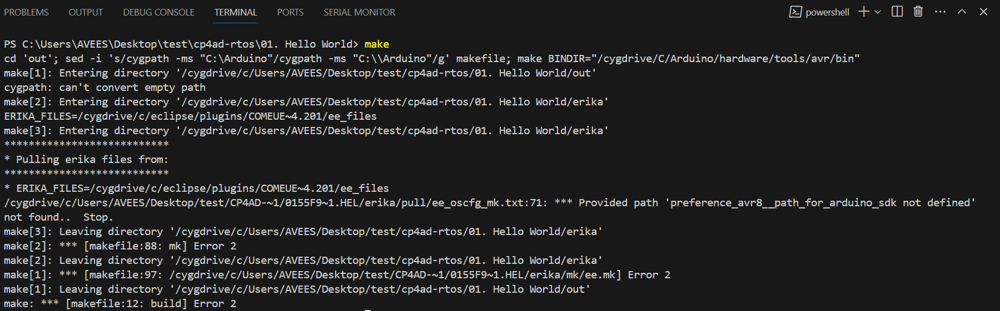 PROBLEMS OUTPUT DEBUG CONSOLE TERMINAL PORTS SERIAL MONITOR powershell
PS C:\Users\AVEES\Desktop\test\cp4ad-rtos\01. Hello World> make
cd 'out'; sed -i 's/cygpath -ms "C:\Arduino"/cygpath -ms "C:\\Arduino"/g' makefile; make BINDIR="/cygdrive/C/Arduino/hardware/tools/avr/bin"
make[1]: Entering directory '/cygdrive/c/Users/AVEES/Desktop/test/cp4ad-rtos/01. Hello World/out'
cygpath: can't convert empty path
make[2]: Entering directory '/cygdrive/c/Users/AVEES/Desktop/test/cp4ad-rtos/01. Hello World/erika'
ERIKA_FILES=/cygdrive/c/eclipse/plugins/COMEUE~4.201/ee_files
make[3]: Entering directory '/cygdrive/c/Users/AVEES/Desktop/test/cp4ad-rtos/01. Hello World/erika'
***************************
* Pulling erika files from:
***************************
* ERIKA_FILES=/cygdrive/c/eclipse/plugins/COMEUE~4.201/ee_files
/cygdrive/c/Users/AVEES/Desktop/test/CP4AD-~1/0155F9~1.HEL/erika/pull/ee_oscfg_mk.txt:71: *** Provided path 'preference_avr8__path_for_arduino_sdk not defined'
not found..  Stop.
make[3]: Leaving directory '/cygdrive/c/Users/AVEES/Desktop/test/cp4ad-rtos/01. Hello World/erika'
make[2]: *** [makefile:88: mk] Error 2
make[2]: Leaving directory '/cygdrive/c/Users/AVEES/Desktop/test/cp4ad-rtos/01. Hello World/erika'
make[1]: *** [makefile:97: /cygdrive/c/Users/AVEES/Desktop/test/CP4AD-~1/0155F9~1.HEL/erika/mk/ee.mk] Error 2
make[1]: Leaving directory '/cygdrive/c/Users/AVEES/Desktop/test/cp4ad-rtos/01. Hello World/out'
make: *** [makefile:12: build] Error 2